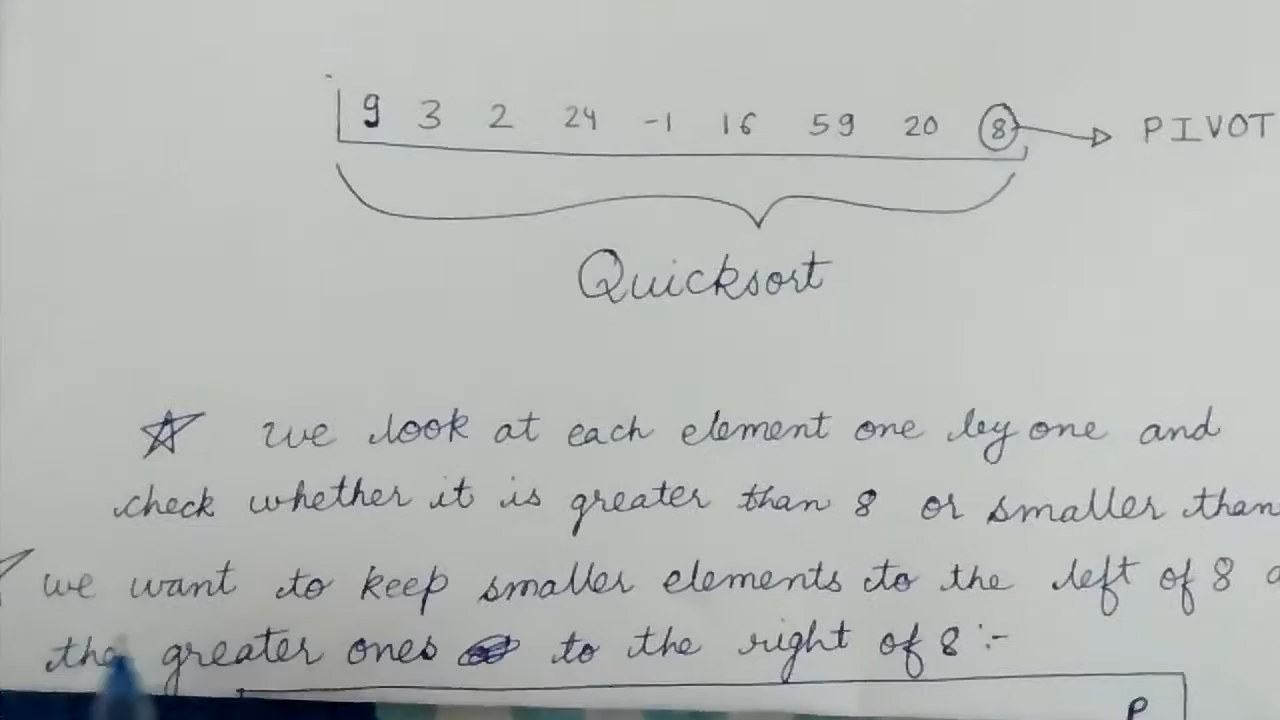 9 3 2 24 -1 16 59 20 8 PIVOT
Quicksort
we look at each element one by one and
check whether it is greater than 8 or smaller than
we want to keep smaller elements to the left of 8
the greater ones to the right of 8 :-
P